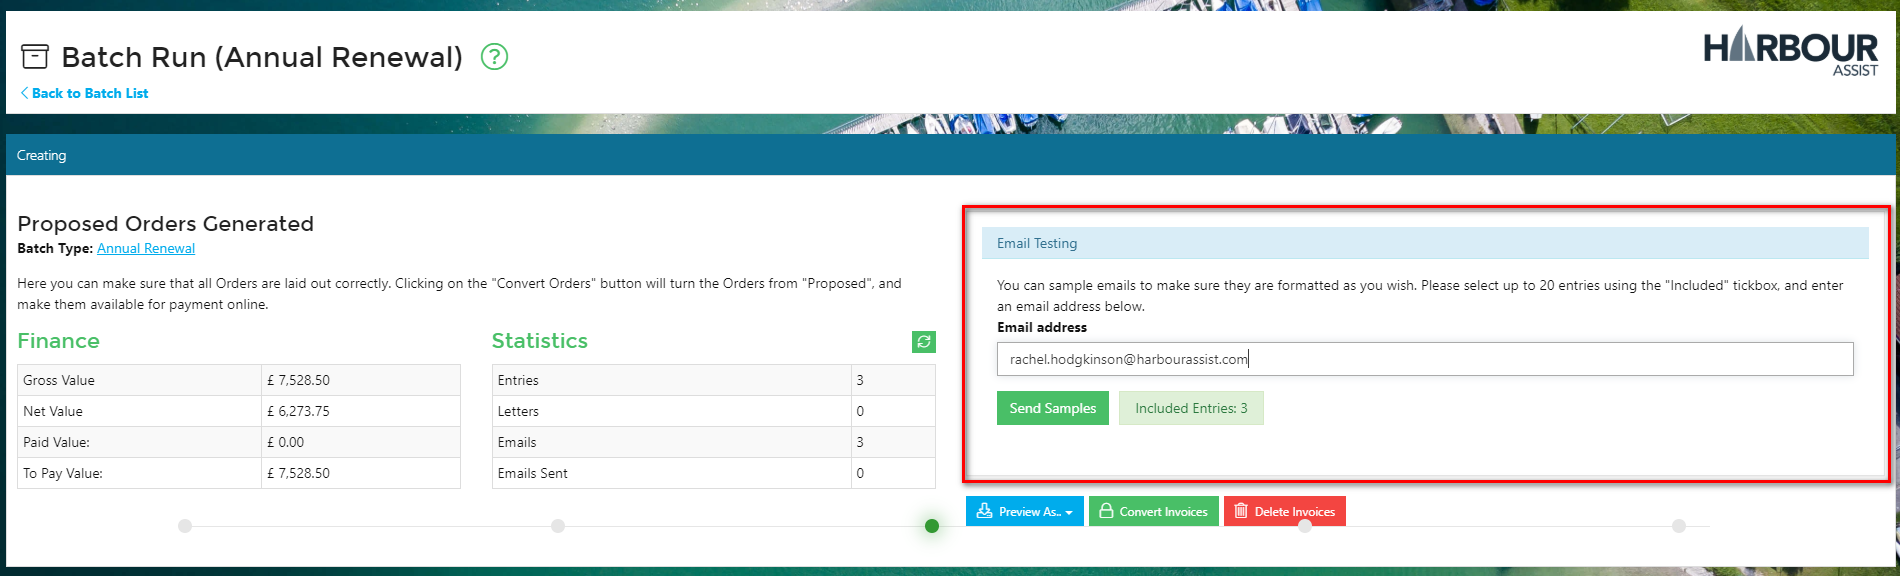 Batch Run (Annual Renewal) ?
HARBOUR
ASSIST
Back to Batch List
Creating
Proposed Orders Generated
Batch Type: Annual Renewal
Here you can make sure that all Orders are laid out correctly. Clicking on the "Convert Orders" button will turn the Orders from "Proposed", and
make them available for payment online.
Finance
Gross Value £ 7,528.50
Net Value £ 6,273.75
Paid Value: £ 0.00
To Pay Value: £ 7,528.50
Statistics
Entries 3
Letters 0
Emails 3
Emails Sent 0
Email Testing
You can sample emails to make sure they are formatted as you wish. Please select up to 20 entries using the "Included" tickbox, and enter
an email address below.
Email address
rachel.hodgkinson@harbourassist.com
Send Samples Included Entries: 3
Preview As.. Convert Invoices Delete Invoices